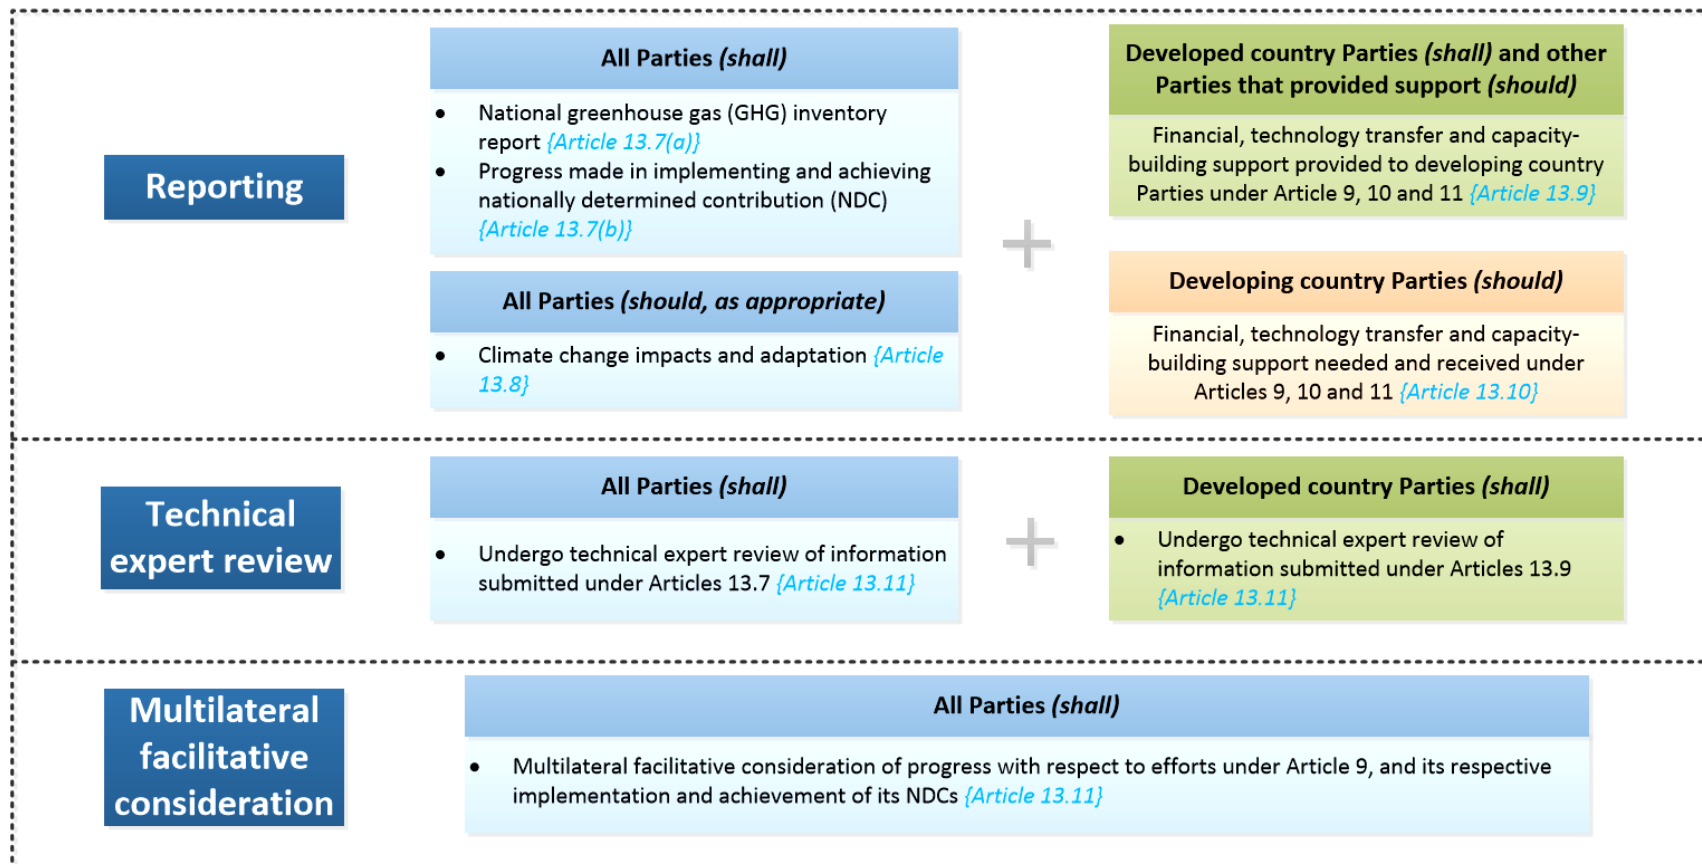 Reporting
All Parties (shall)
• National greenhouse gas (GHG) inventory
report {Article 13.7(a)}
• Progress made in implementing and achieving
nationally determined contribution (NDC)
{Article 13.7(b)}
All Parties (should, as appropriate)
• Climate change impacts and adaptation {Article
13.8}
+
Developed country Parties (shall) and other
Parties that provided support (should)
Financial, technology transfer and capacity-
building support provided to developing country
Parties under Article 9, 10 and 11 {Article 13.9}
Developing country Parties (should)
Financial, technology transfer and capacity-
building support needed and received under
Articles 9, 10 and 11 {Article 13.10}
Technical
expert review
All Parties (shall)
• Undergo technical expert review of information
submitted under Articles 13.7 {Article 13.11}
+
Developed country Parties (shall)
• Undergo technical expert review of
information submitted under Articles 13.9
{Article 13.11}
Multilateral
facilitative
consideration
All Parties (shall)
• Multilateral facilitative consideration of progress with respect to efforts under Article 9, and its respective
implementation and achievement of its NDCs {Article 13.11}